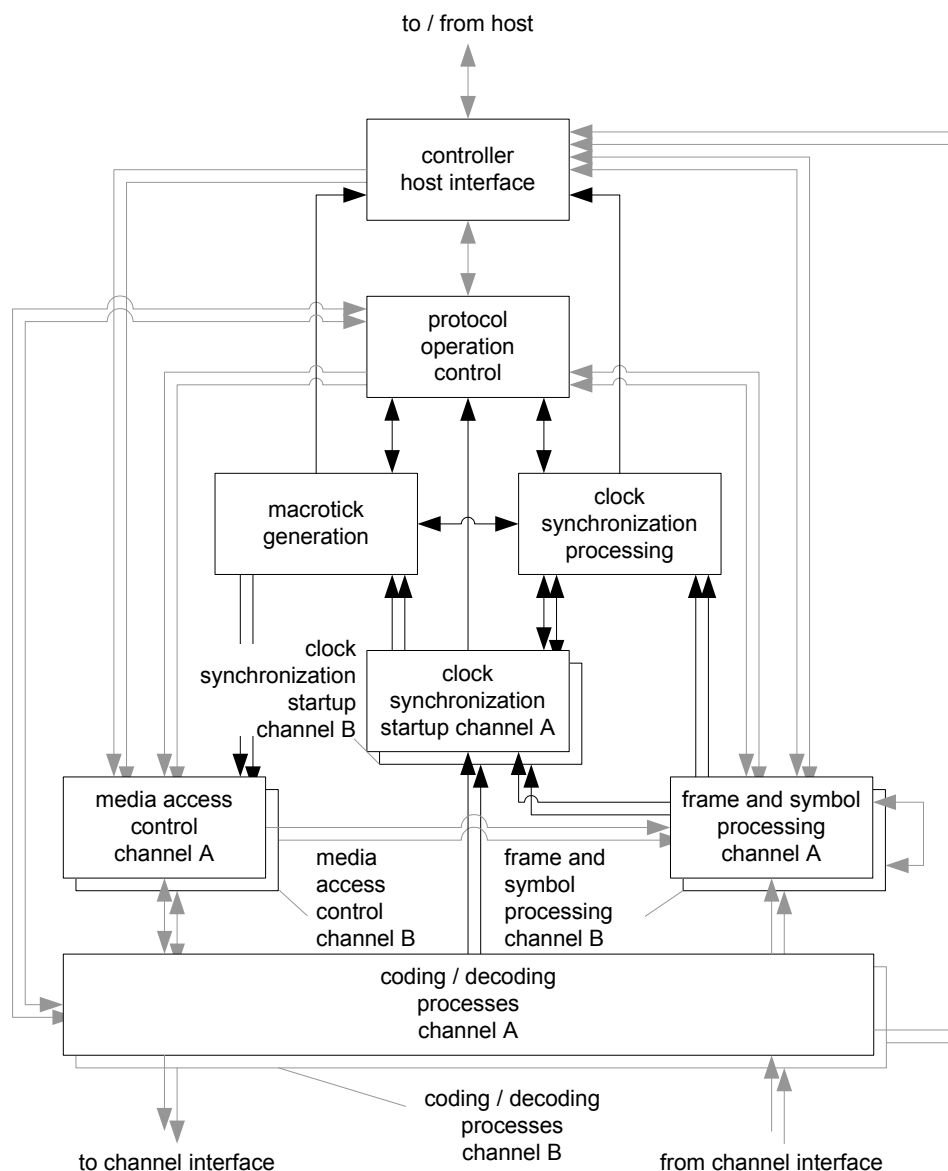 to / from host
controller
host interface
protocol
operation
control
macrotick
generation
clock
synchronization
processing
clock
synchronization
startup
channel B
clock
synchronization
startup channel A
media access
control
channel A
frame and symbol
processing
channel A
media
access
control
channel B
frame and
symbol
processing
channel B
coding / decoding
processes
channel A
coding / decoding
processes
channel B
to channel interface
from channel interface